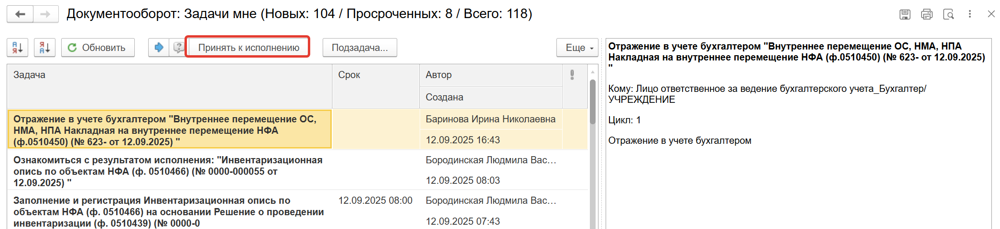 Документооборот: Задачи мне (Новых: 104 / Просроченных: 8 / Всего: 118)
Обновить
Принять к исполнению
Подзадача...
Еще
Задача
Срок
Автор
Создана
Отражение в учете бухгалтером "Внутреннее перемещение ОС,
НМА, НПА Накладная на внутреннее перемещение НФА
(ф.0510450) (№ 623- от 12.09.2025) "
Баринова Ирина Николаевна
12.09.2025 16:43
Ознакомиться с результатом исполнения: "Инвентаризационная
опись по объектам НФА (ф. 0510466) (№ 0000-000055 от
12.09.2025) "
Бородинская Людмила Вас…
12.09.2025 08:03
Заполнение и регистрация Инвентаризационная опись по
объектам НФА (ф. 0510466) на основании Решение о проведении
инвентаризации (ф. 0510439) (№ 0000-0
12.09.2025 08:00
Бородинская Людмила Вас…
12.09.2025 07:43
Отражение в учете бухгалтером "Внутреннее перемещение ОС, НМА, НПА
Накладная на внутреннее перемещение НФА (ф.0510450) (№ 623- от 12.09.2025)
"
Кому: Лицо ответственное за ведение бухгалтерского учета_Бухгалтер/
УЧРЕЖДЕНИЕ
Цикл: 1
Отражение в учете бухгалтером